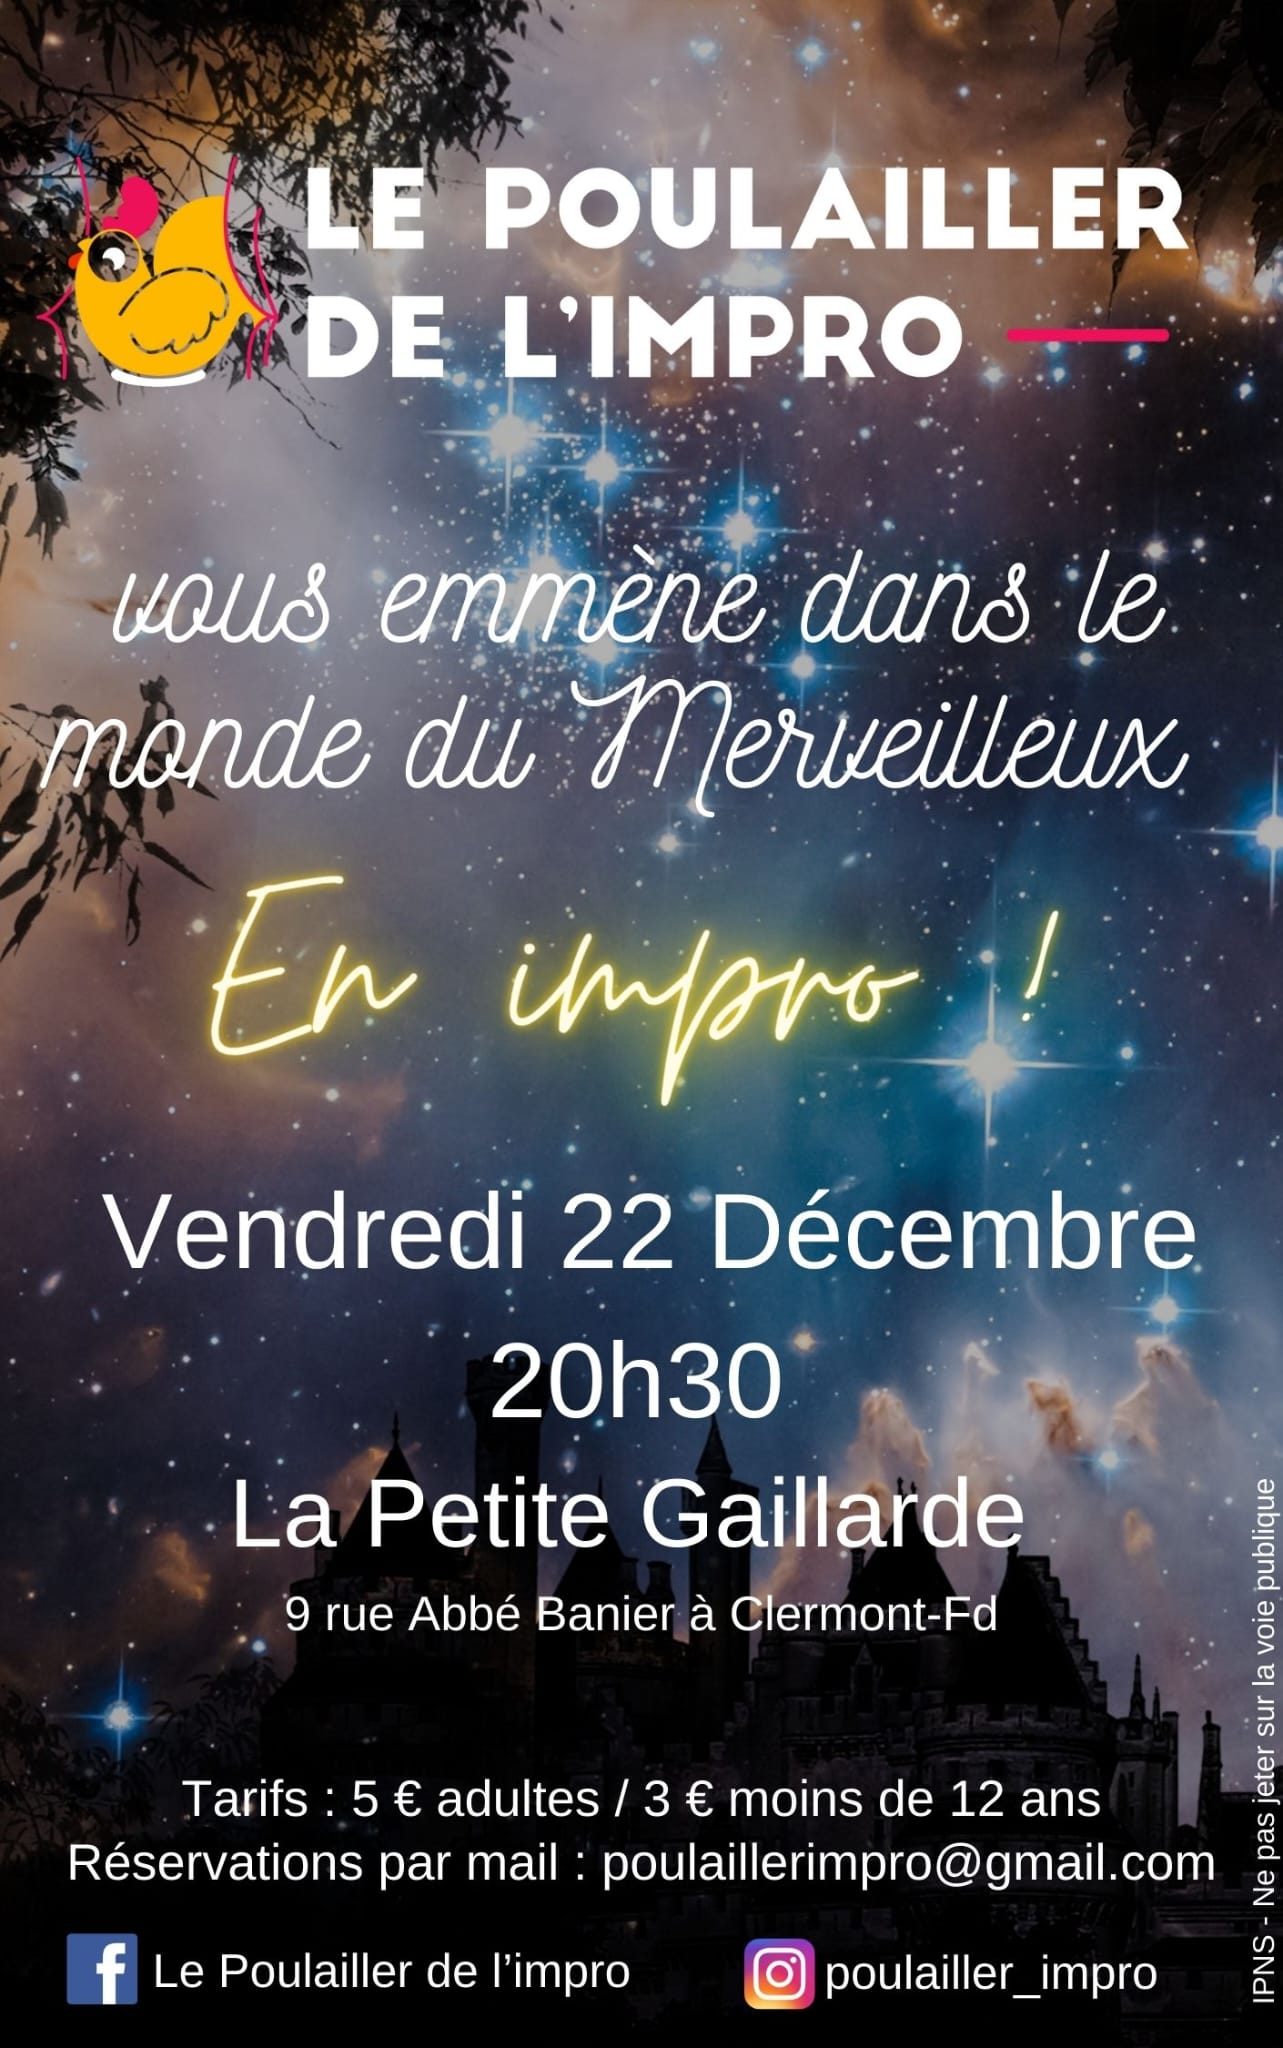 LE POULAILLER
DE L'IMPRO
vous emmène dans le
monde du Merveilleux
En impro !
Vendredi 22 Décembre
20h30
La Petite Gaillarde
9 rue Abbé Banier à Clermont-Fd
Tarifs : 5 € adultes / 3 € moins de 12 ans
Réservations par mail : poulaillerimpro@gmail.com
Le Poulailler de l'impro
poulailler_impro
IPNS - Ne pas jeter sur la voie publique